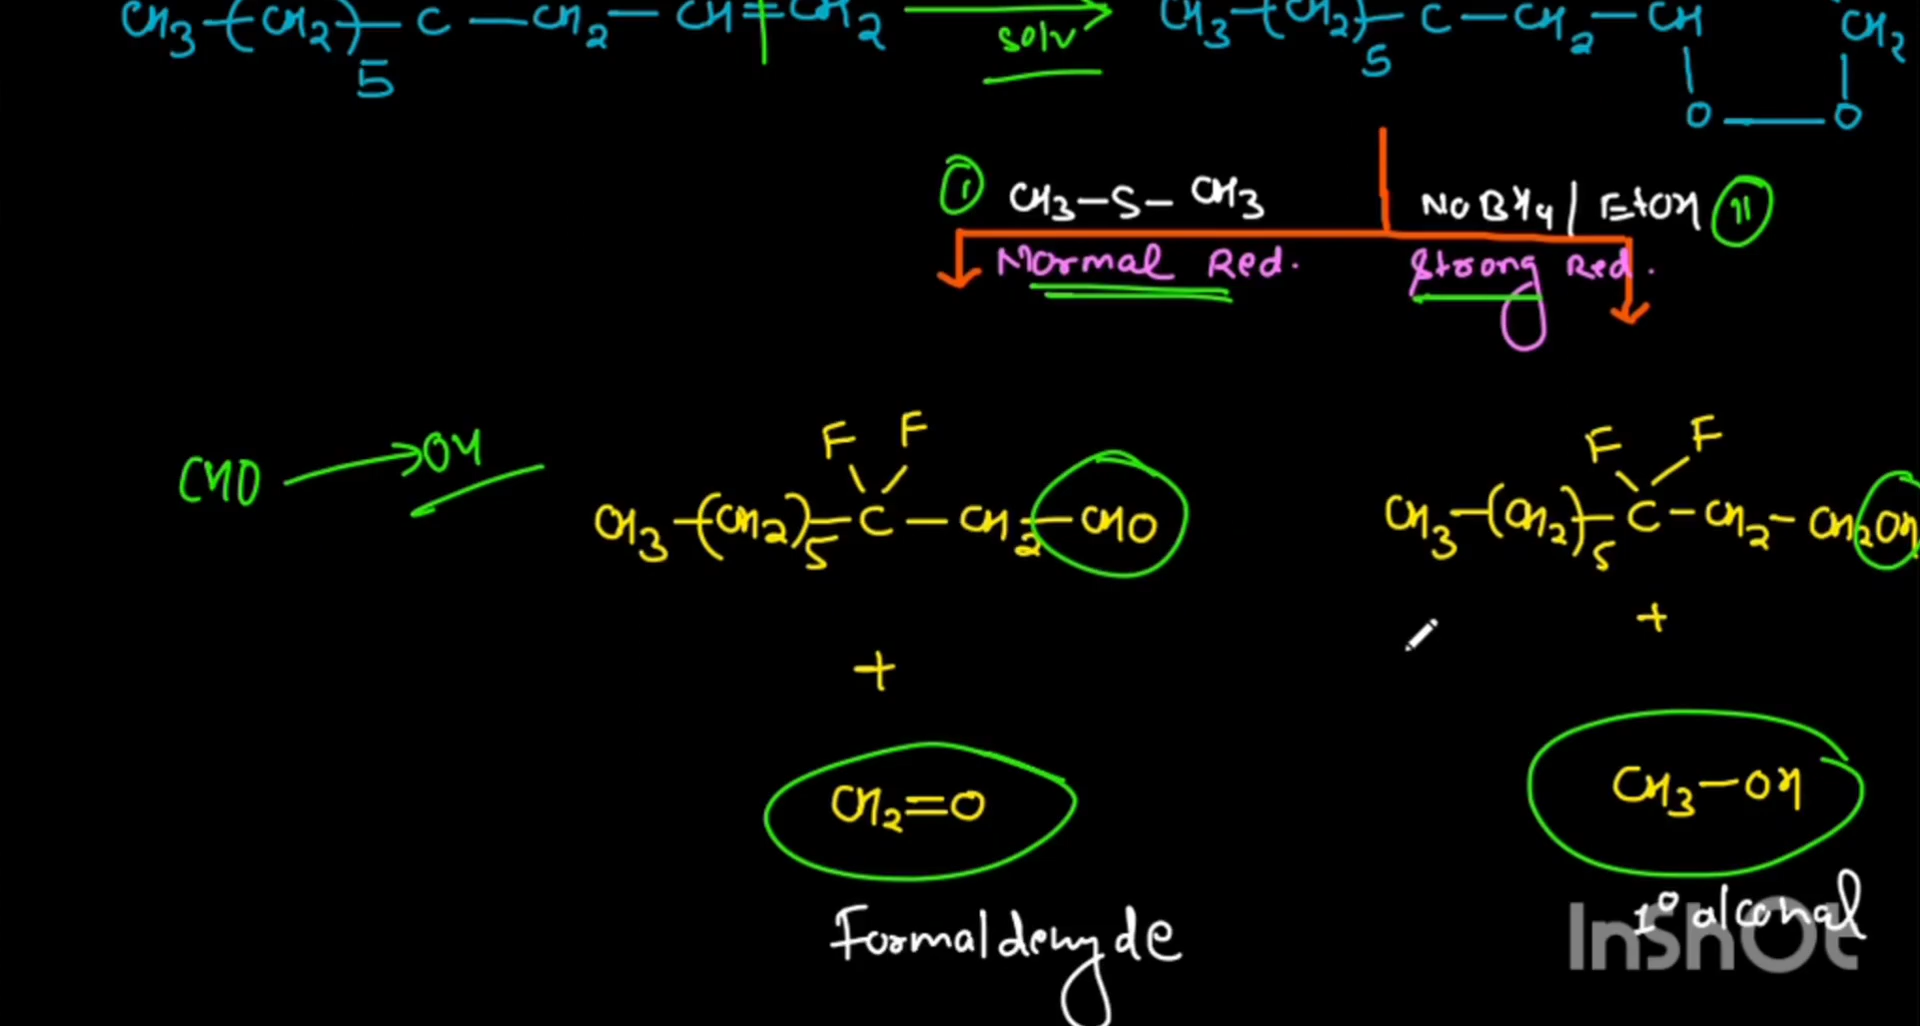 CH3-(CH2)5-C-CH2-CH=CH2 solv CH3-(CH2)5-C-CH2-CH CH2
O-O
I CH3-S-CH3 NaBH4/EtOH II
Normal Red. Strong Red.
F F F F
CHO → OH
CH3-(CH2)5-C-CH2-CHO CH3-(CH2)5-C-CH2-CH2OH
+ +
CH2=O CH3-OH
Formaldehyde 1° alcohal
InShOt